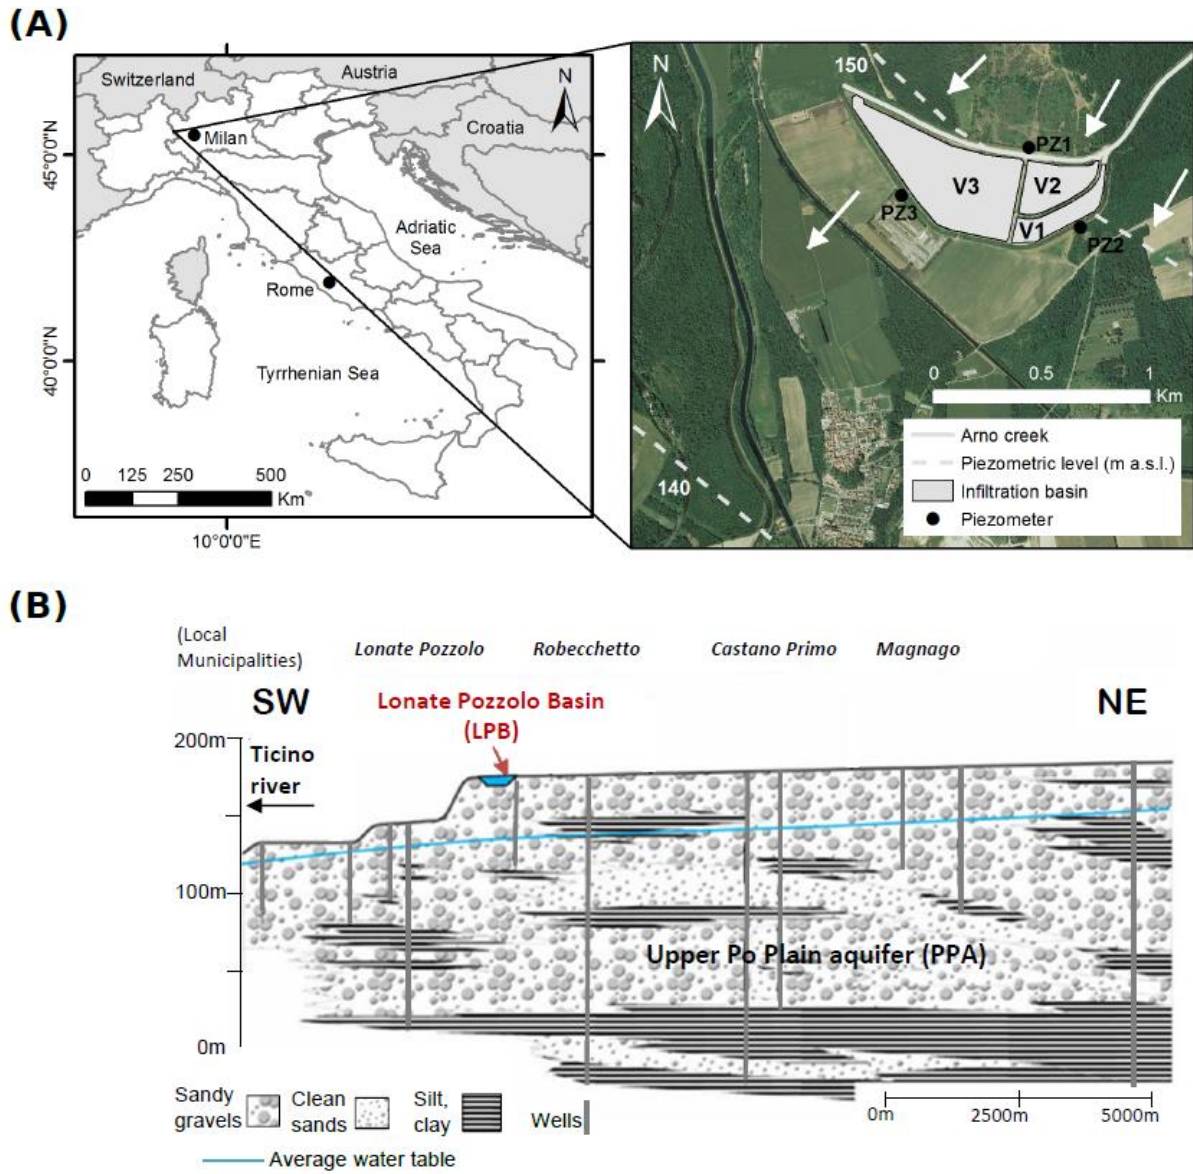 (A)
Switzerland
Austria
N
Croatia
Milan
Adriatic
Sea
Rome
Tyrrhenian Sea
45°0'0"N
40°0'0"N
0 125 250 500
Km
10°0'0"E
N
150
PZ1
V3
V2
PZ3
V1
PZ2
140
0 0.5 1
Km
Arno creek
Piezometric level (m a.s.l.)
Infiltration basin
Piezometer
(B)
(Local
Municipalities)
Lonate Pozzolo Robecchetto Castano Primo Magnago
SW
Lonate Pozzolo Basin
(LPB)
NE
200m
Ticino
river
100m
Upper Po Plain aquifer (PPA)
0m
Sandy
gravels
Clean
sands
Silt,
clay
Wells
0m 2500m 5000m
Average water table